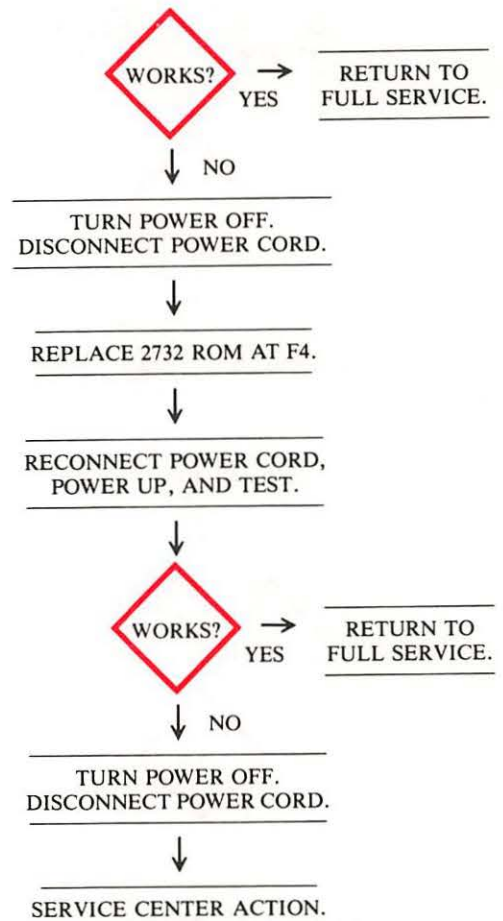 WORKS?
YES
RETURN TO
FULL SERVICE.
NO
TURN POWER OFF.
DISCONNECT POWER CORD.
REPLACE 2732 ROM AT F4.
RECONNECT POWER CORD,
POWER UP, AND TEST.
WORKS?
YES
RETURN TO
FULL SERVICE.
NO
TURN POWER OFF.
DISCONNECT POWER CORD.
SERVICE CENTER ACTION.